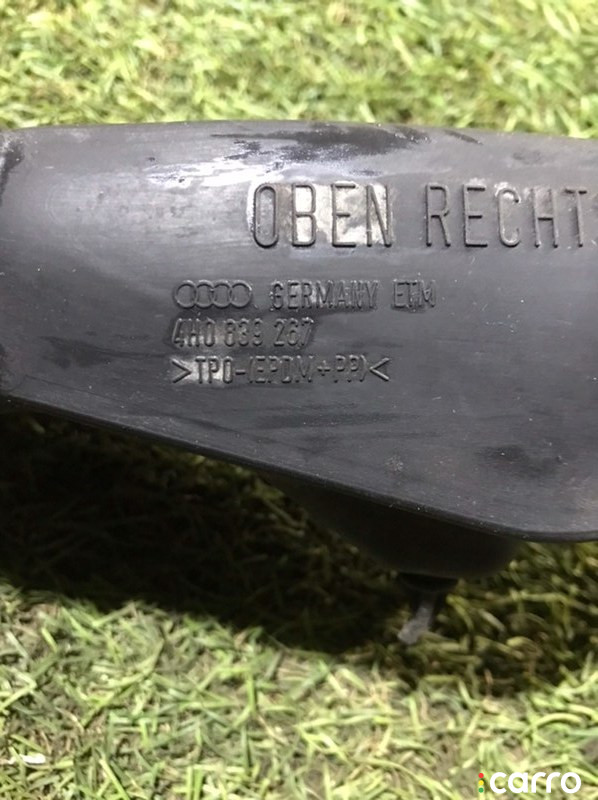 OBEN RECHT
GERMANY ETM
4H0 839 267
>TPO-(EPDM+PP)<
carro